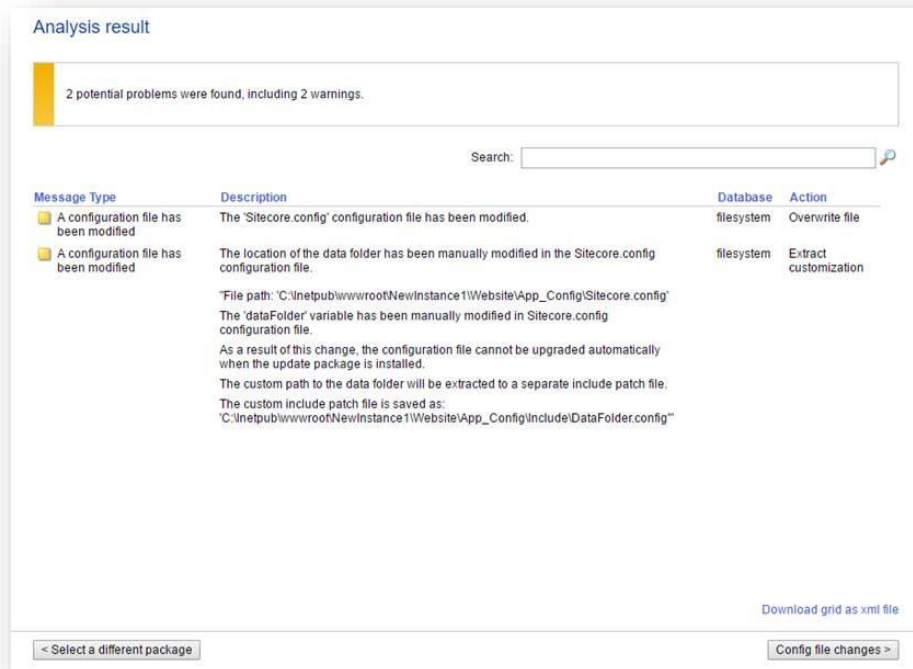 Analysis result
2 potential problems were found, including 2 warnings.
Search:
Message Type Description Database Action
A configuration file has The 'Sitecore.config' configuration file has been modified. filesystem Overwrite file
been modified
A configuration file has The location of the data folder has been manually modified in the Sitecore.config filesystem Extract
been modified configuration file. customization
"File path: 'C:\Inetpub\wwwroot\NewInstance1\Website\App_Config\Sitecore.config'
The 'dataFolder' variable has been manually modified in Sitecore.config
configuration file.
As a result of this change, the configuration file cannot be upgraded automatically
when the update package is installed.
The custom path to the data folder will be extracted to a separate include patch file.
The custom include patch file is saved as:
'C:\Inetpub\wwwroot\NewInstance1\Website\App_Config\Include\DataFolder.config'"
Download grid as xml file
< Select a different package Config file changes >